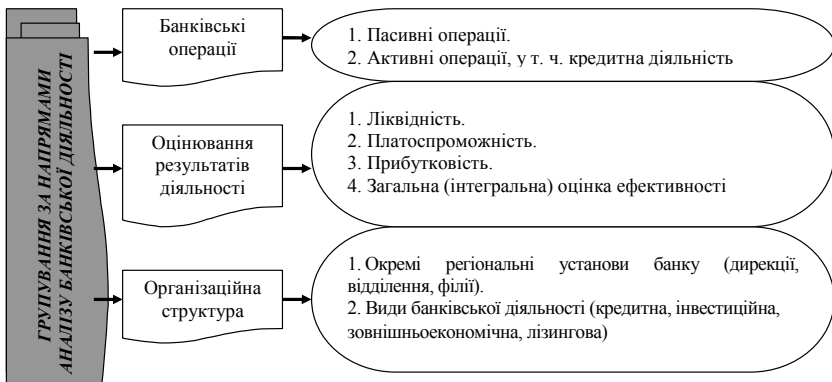 ГРУПУВАННЯ ЗА НАПРЯМАМИ
АНАЛІЗУ БАНКІВСЬКОЇ ДІЯЛЬНОСТІ
Банківські
операції
1. Пасивні операції.
2. Активні операції, у т. ч. кредитна діяльність
Оцінювання
результатів
діяльності
1. Ліквідність.
2. Платоспроможність.
3. Прибутковість.
4. Загальна (інтегральна) оцінка ефективності
Організаційна
структура
1. Окремі регіональні установи банку (дирекції,
відділення, філії).
2. Види банківської діяльності (кредитна, інвестиційна,
зовнішньоекономічна, лізингова)